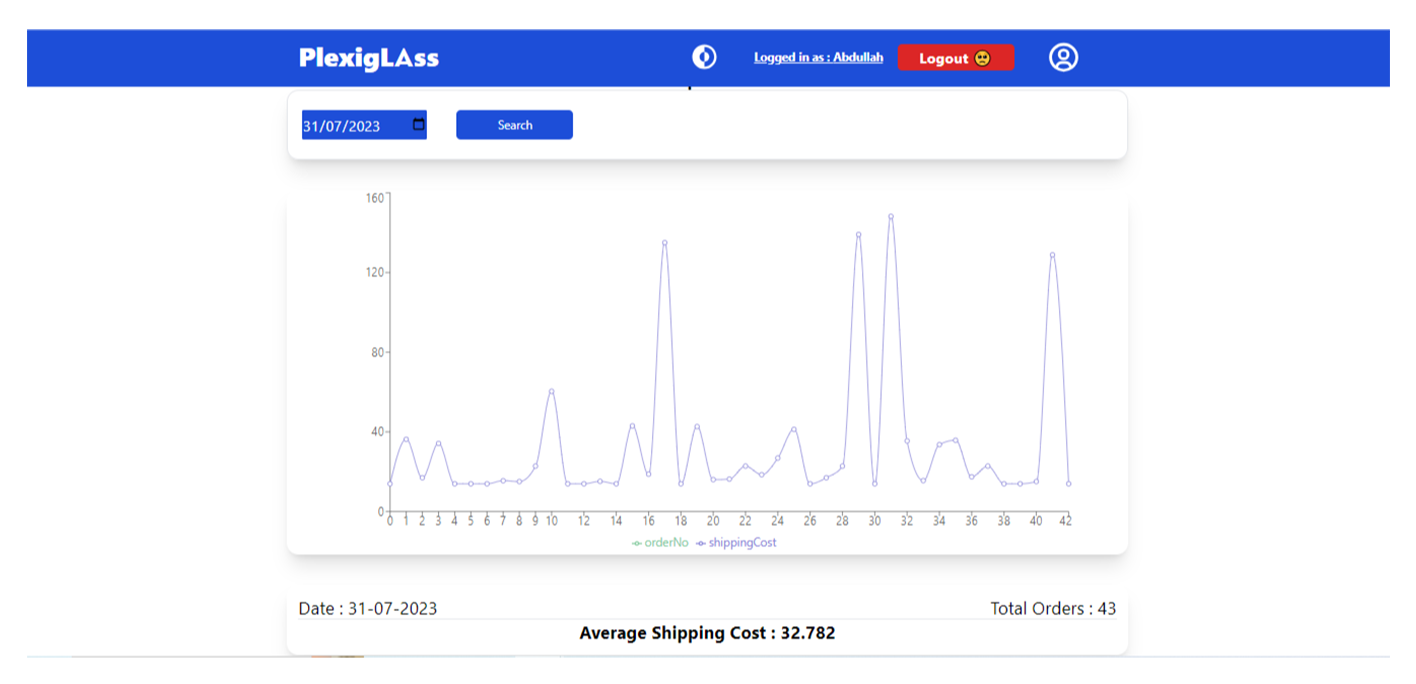 PlexigLAss
Logged in as : Abdullah
Logout
31/07/2023
Search
160
120
80
40
0
0 1 2 3 4 5 6 7 8 9 10 12 14 16 18 20 22 24 26 28 30 32 34 36 38 40 42
orderNo shippingCost
Date : 31-07-2023
Total Orders : 43
Average Shipping Cost : 32.782